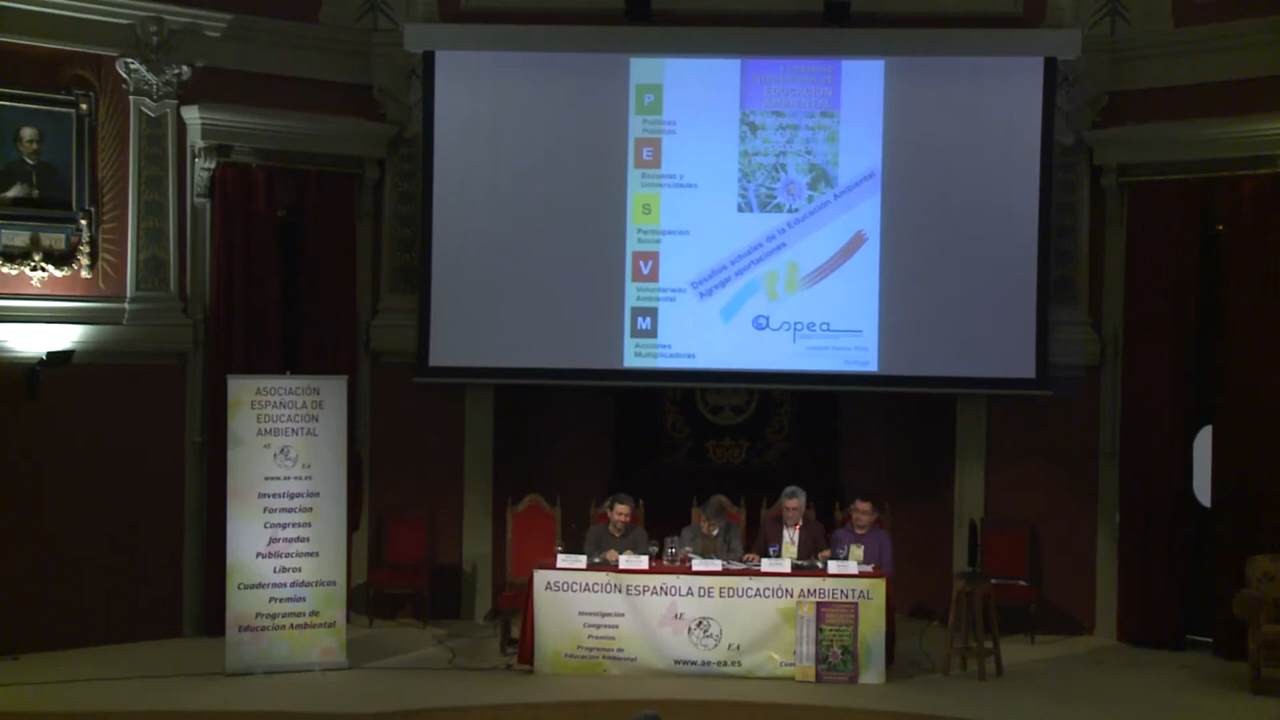 P
Políticas
E
Escuelas y
Universidades
S
Participación
Social
V
Voluntariado
Ambiental
M
Acciones
Multiplicadoras
EDUCACIÓN
AMBIENTAL
Desafíos actuales de la Educación Ambiental
Agregar aportaciones
aspea
Portugal
ASOCIACIÓN
ESPAÑOLA DE
EDUCACIÓN
AMBIENTAL
AE
EA
www.ae-ea.es
Investigacion
Formacion
Congresos
Jornadas
Publicaciones
Libros
Cuadernos didacticos
Premios
Programas de
Educacion Ambiental
ASOCIACIÓN ESPAÑOLA DE EDUCACIÓN AMBIENTAL
Investigacion
Congresos
Premios
Programas de
Educacion Ambiental
AE
EA
www.ae-ea.es